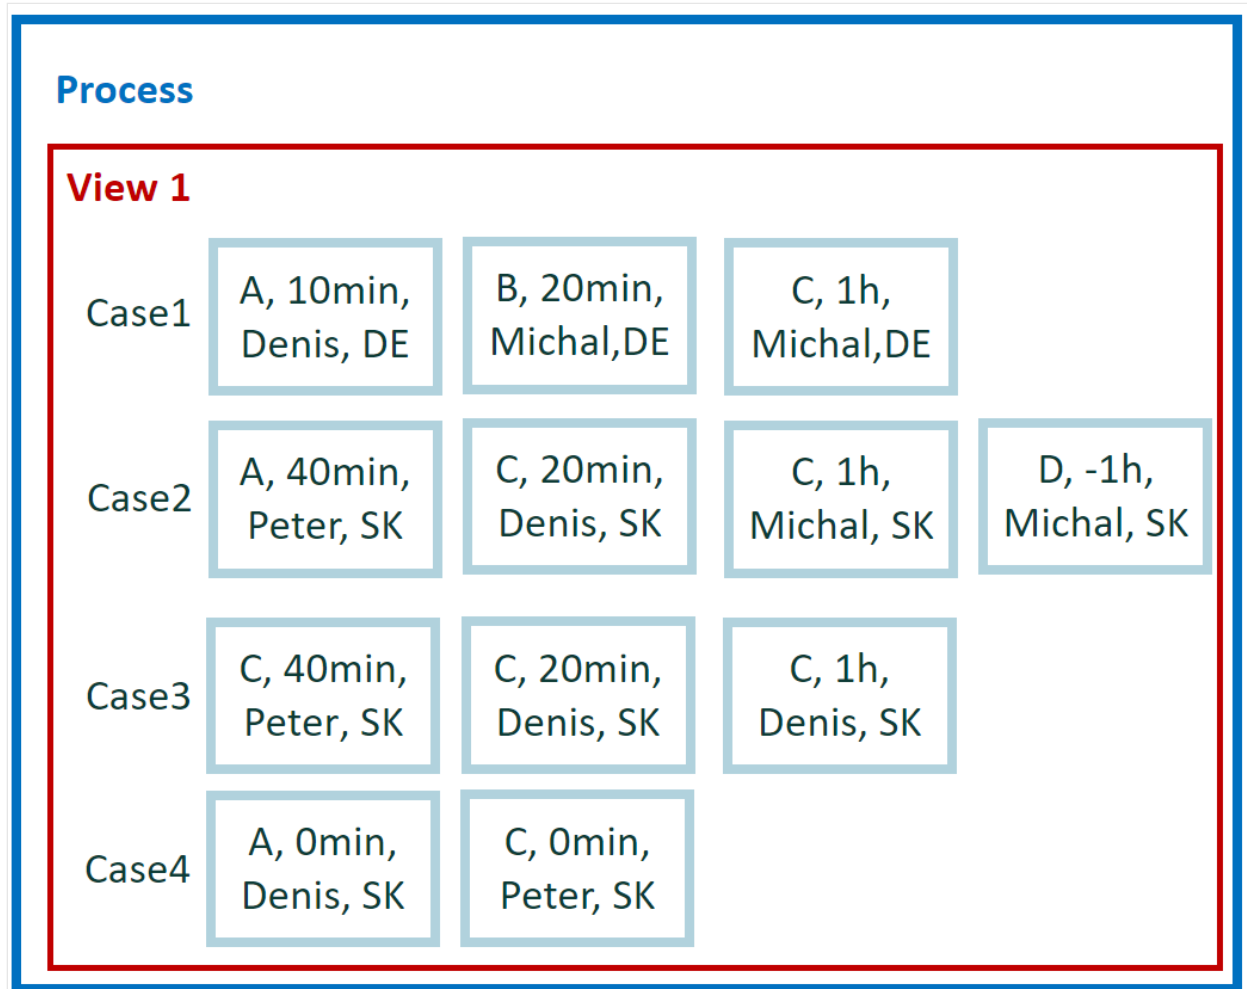 Process
View 1
Case1
A, 10min,
Denis, DE
B, 20min,
Michal,DE
C, 1h,
Michal,DE
Case2
A, 40min,
Peter, SK
C, 20min,
Denis, SK
C, 1h,
Michal, SK
D, -1h,
Michal, SK
Case3
C, 40min,
Peter, SK
C, 20min,
Denis, SK
C, 1h,
Denis, SK
Case4
A, 0min,
Denis, SK
C, 0min,
Peter, SK